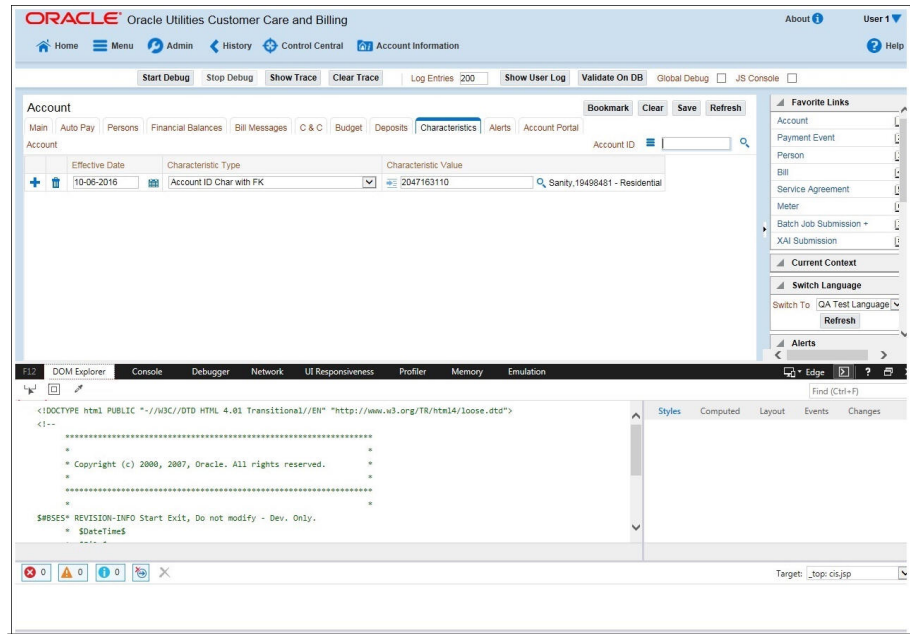 ORACLE® Oracle Utilities Customer Care and Billing
About User 1
Home Menu Admin History Control Central Account Information Help
Start Debug Stop Debug Show Trace Clear Trace Log Entries 200 Show User Log Validate On DB Global Debug JS Console
Account Bookmark Clear Save Refresh
Main Auto Pay Persons Financial Balances Bill Messages C & C Budget Deposits Characteristics Alerts Account Portal
Account Account ID
Effective Date Characteristic Type Characteristic Value
10-06-2016 Account ID Char with FK 2047163110 Sanity,19498481 - Residential
Favorite Links
Account
Payment Event
Person
Bill
Service Agreement
Meter
Batch Job Submission +
XAI Submission
Current Context
Switch Language
Switch To QA Test Language
Refresh
Alerts
F12 DOM Explorer Console Debugger Network UI Responsiveness Profiler Memory Emulation Edge ?
Find (Ctrl+F)
Styles Computed Layout Events Changes
<!DOCTYPE html PUBLIC "-//W3C//DTD HTML 4.01 Transitional//EN" "http://www.w3.org/TR/html4/loose.dtd">
<!--
* Copyright (c) 2000, 2007, Oracle. All rights reserved. *
$#BSES* REVISION-INFO Start Exit, Do not modify - Dev. Only.
* $DateTime$
0 0 0
Target: _top: cis.jsp